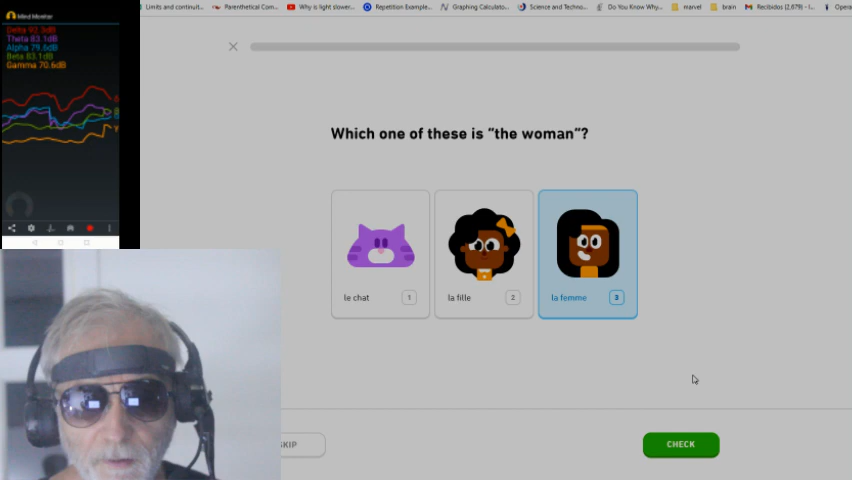 Mind Monitor
Delta 92.3dB
Theta 83.1dB
Alpha 79.6dB
Beta 83.1dB
Gamma 70.6dB
Limits and continuit...
Parenthetical Com...
Why is light slower...
Repetition Example...
Graphing Calculato...
Science and Techno...
Do You Know Why...
marvel
brain
Recibidos (2,679) - l...
Opera
Which one of these is "the woman"?
le chat 1
la fille 2
la femme 3
SKIP
CHECK